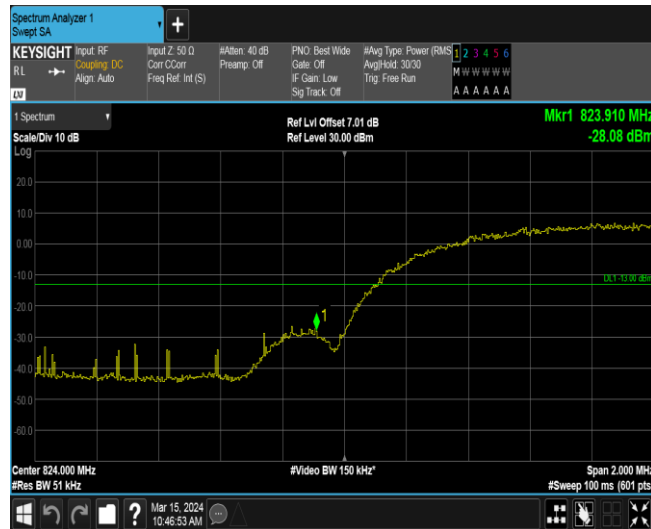 Spectrum Analyzer 1
Swept SA
+
KEYSIGHT Input: RF Input Z: 50 Ω #Atten: 40 dB PNO: Best Wide #Avg Type: Power (RMS 1 2 3 4 5 6
RL Coupling: DC Corr CCorr Preamp: Off Gate: Off Avg|Hold: 30/30 M W W W W W
Align: Auto Freq Ref: Int (S) IF Gain: Low Trig: Free Run
LXI Sig Track: Off A A A A A A
1 Spectrum Ref Lvl Offset 7.01 dB Mkr1 823.910 MHz
Scale/Div 10 dB Ref Level 30.00 dBm -28.08 dBm
Log
20.0
0.00
-10.0
DL1 -13.00 dBm
1
-20.0
-30.0
-40.0
-50.0
-60.0
Center 824.000 MHz #Video BW 150 kHz* Span 2.000 MHz
#Res BW 51 kHz #Sweep 100 ms (601 pts
? Mar 15, 2024
10:46:53 AM